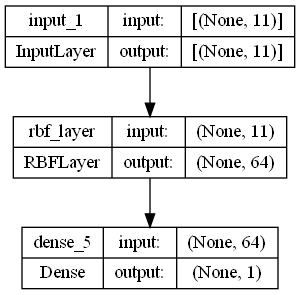 input_1 input: [(None, 11)]
InputLayer output: [(None, 11)]
rbf_layer input: (None, 11)
RBFLayer output: (None, 64)
dense_5 input: (None, 64)
Dense output: (None, 1)